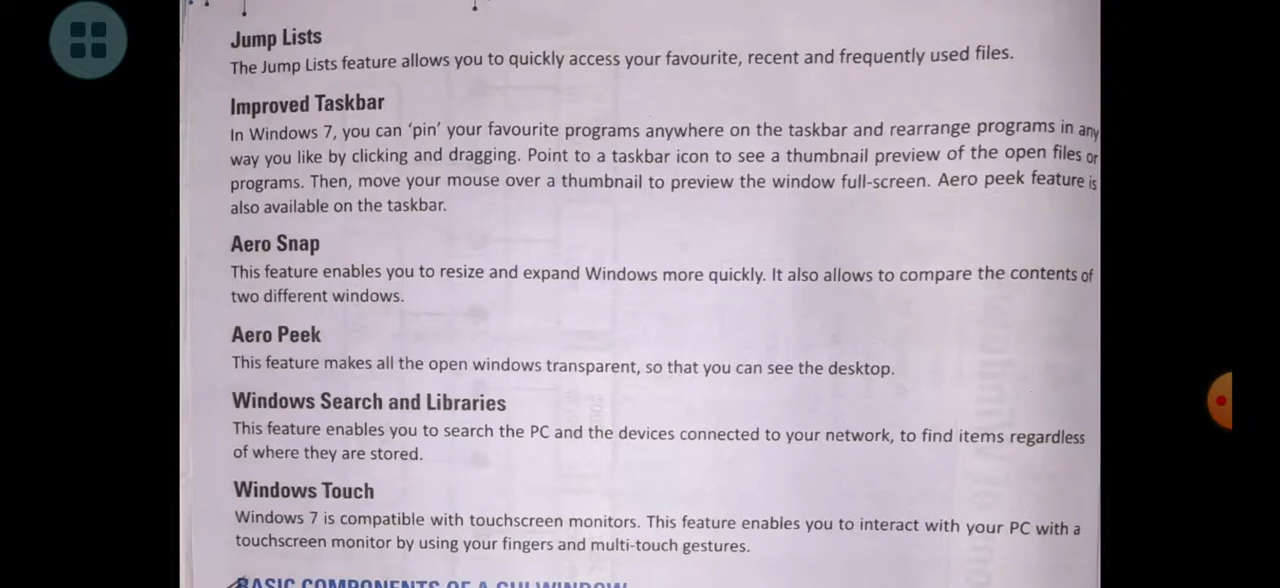 Jump Lists
The Jump Lists feature allows you to quickly access your favourite, recent and frequently used files.
Improved Taskbar
In Windows 7, you can ‘pin’ your favourite programs anywhere on the taskbar and rearrange programs in any
way you like by clicking and dragging. Point to a taskbar icon to see a thumbnail preview of the open files or
programs. Then, move your mouse over a thumbnail to preview the window full-screen. Aero peek feature is
also available on the taskbar.
Aero Snap
This feature enables you to resize and expand Windows more quickly. It also allows to compare the contents of
two different windows.
Aero Peek
This feature makes all the open windows transparent, so that you can see the desktop.
Windows Search and Libraries
This feature enables you to search the PC and the devices connected to your network, to find items regardless
of where they are stored.
Windows Touch
Windows 7 is compatible with touchscreen monitors. This feature enables you to interact with your PC with a
touchscreen monitor by using your fingers and multi-touch gestures.
BASIC COMPONENTS OF A GUI WINDOW